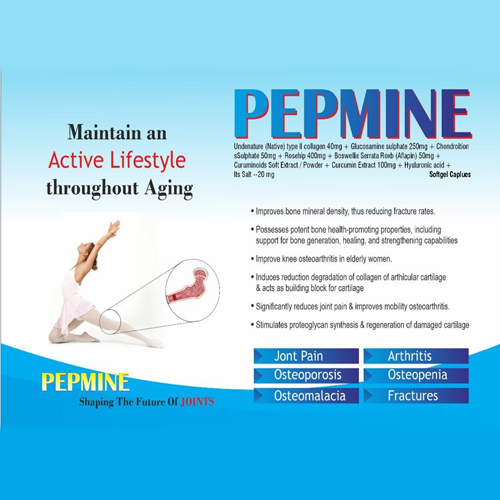 Maintain an
Active Lifestyle
throughout Aging
PEPMINE
Shaping The Future Of JOINTS
PEPMINE
Undenature (Native) type II collagen 40mg + Glucosamine sulphate 250mg + Chondroition
sSulphate 50mg + Rosehip 400mg + Boswellia Serrata Roxb (Aflapin) 50mg +
Curuminoids Soft Extract / Powder + Curcumin Extract 100mg + Hyaluronic acid +
Its Salt --20 mg
Softgel Caplues
• Improves bone mineral density, thus reducing fracture rates.
• Possesses potent bone health-promoting properties, including
support for bone generation, healing, and strengthening capabilities
• Improve knee osteoarthritis in elderly women.
• Induces reduction degradation of collagen of arthicular cartilage
& acts as building block for cartilage
• Significantly reduces joint pain & improves mobility osteoarthritis.
• Stimulates proteoglycan synthesis & regeneration of damaged cartilage
Jont Pain
Arthritis
Osteoporosis
Osteopenia
Osteomalacia
Fractures